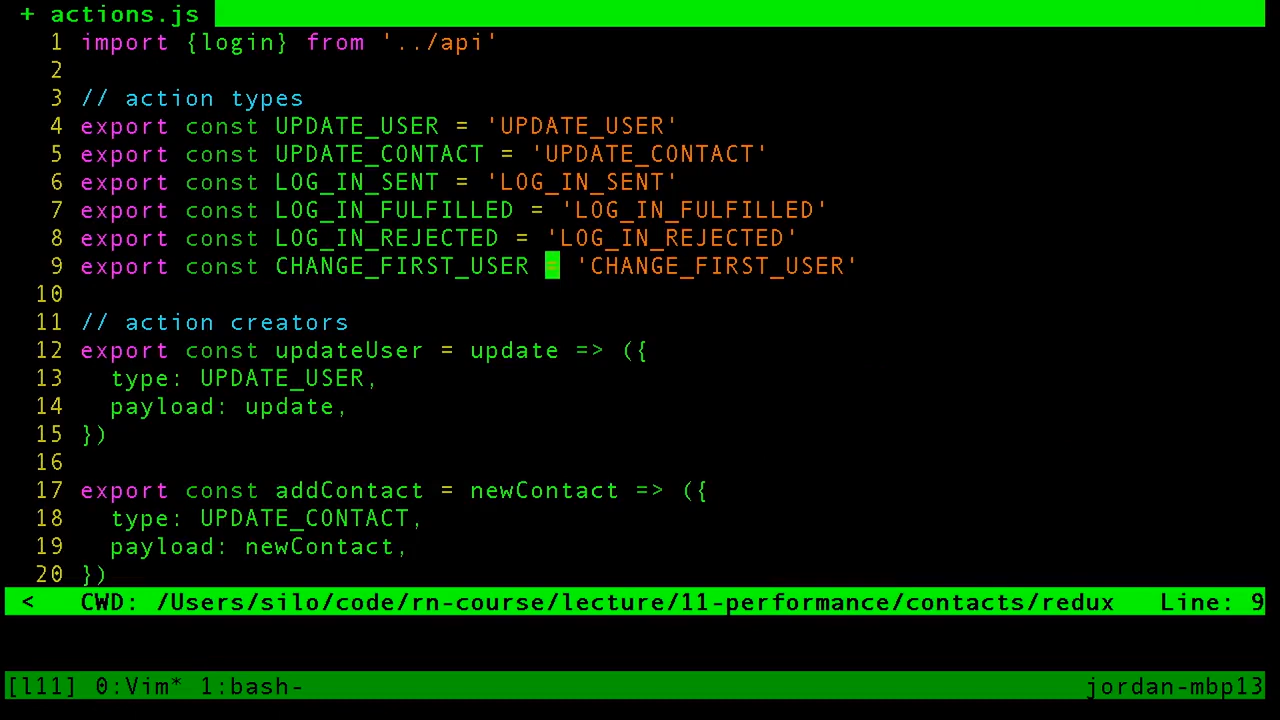 + actions.js
1 import {login} from '../api'
2
3 // action types
4 export const UPDATE_USER = 'UPDATE_USER'
5 export const UPDATE_CONTACT = 'UPDATE_CONTACT'
6 export const LOG_IN_SENT = 'LOG_IN_SENT'
7 export const LOG_IN_FULFILLED = 'LOG_IN_FULFILLED'
8 export const LOG_IN_REJECTED = 'LOG_IN_REJECTED'
9 export const CHANGE_FIRST_USER = 'CHANGE_FIRST_USER'
10
11 // action creators
12 export const updateUser = update => ({
13   type: UPDATE_USER,
14   payload: update,
15 })
16
17 export const addContact = newContact => ({
18   type: UPDATE_CONTACT,
19   payload: newContact,
20 })
< CWD: /Users/silo/code/rn-course/lecture/11-performance/contacts/redux Line: 9
[l11] 0:Vim* 1:bash- jordan-mbp13